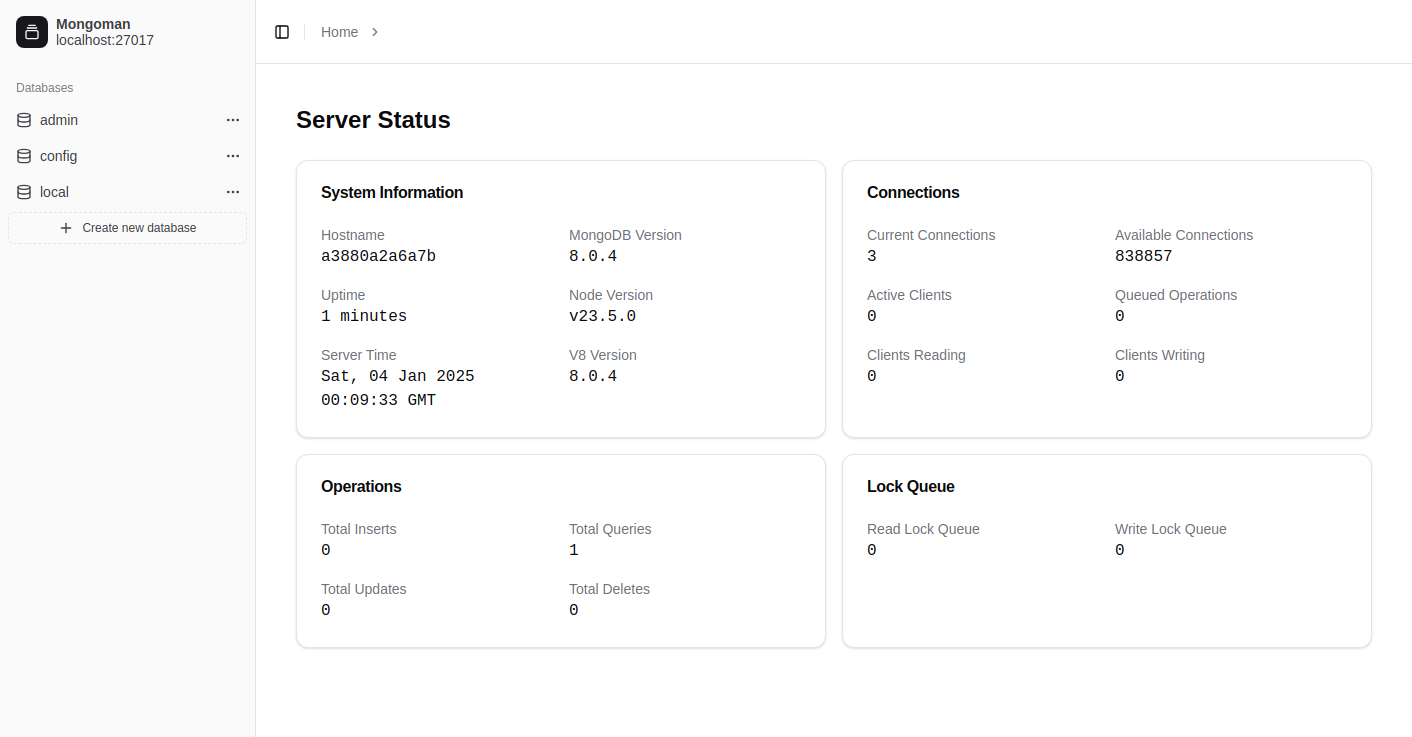 Mongoman
localhost:27017
Databases
admin
config
local
Create new database
Home
Server Status
System Information
Hostname
a3880a2a6a7b
MongoDB Version
8.0.4
Uptime
1 minutes
Node Version
v23.5.0
Server Time
Sat, 04 Jan 2025
00:09:33 GMT
V8 Version
8.0.4
Connections
Current Connections
3
Available Connections
838857
Active Clients
0
Queued Operations
0
Clients Reading
0
Clients Writing
0
Operations
Total Inserts
0
Total Queries
1
Total Updates
0
Total Deletes
0
Lock Queue
Read Lock Queue
0
Write Lock Queue
0